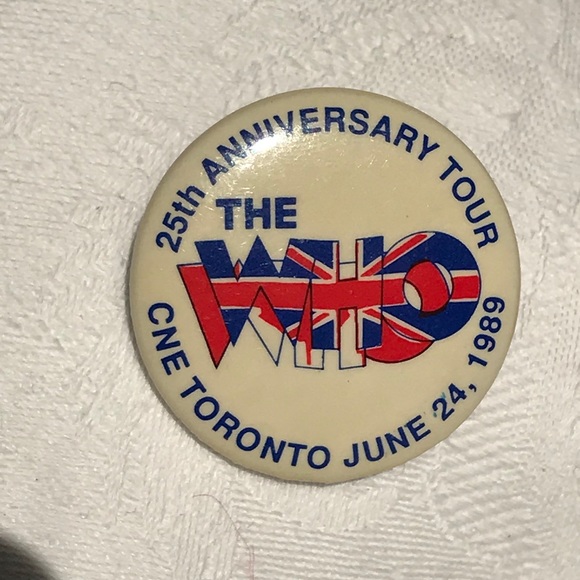 25th ANNIVERSARY TOUR
THE
WHO
CNE TORONTO JUNE 24, 1989